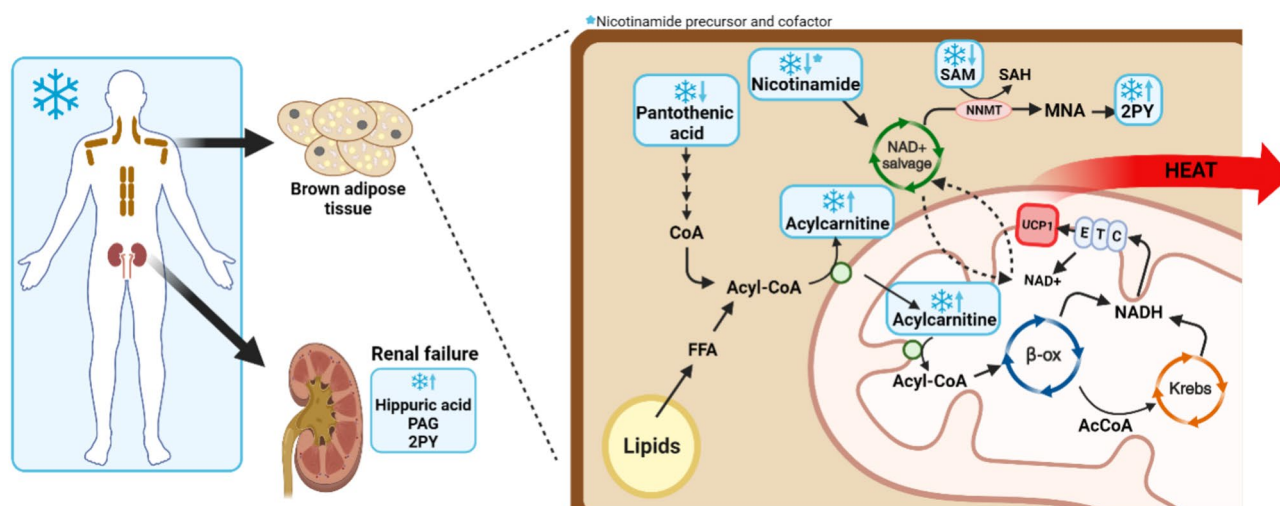 *Nicotinamide precursor and cofactor
Brown adipose
tissue
Renal failure
Hippuric acid
PAG
2PY
Pantothenic
acid
Nicotinamide
*
SAM
SAH
NNMT
MNA
2PY
NAD+
salvage
HEAT
CoA
Acylcarnitine
UCP1
E T C
Acyl-CoA
NAD+
Acylcarnitine
NADH
FFA
β-ox
Acyl-CoA
Krebs
AcCoA
Lipids